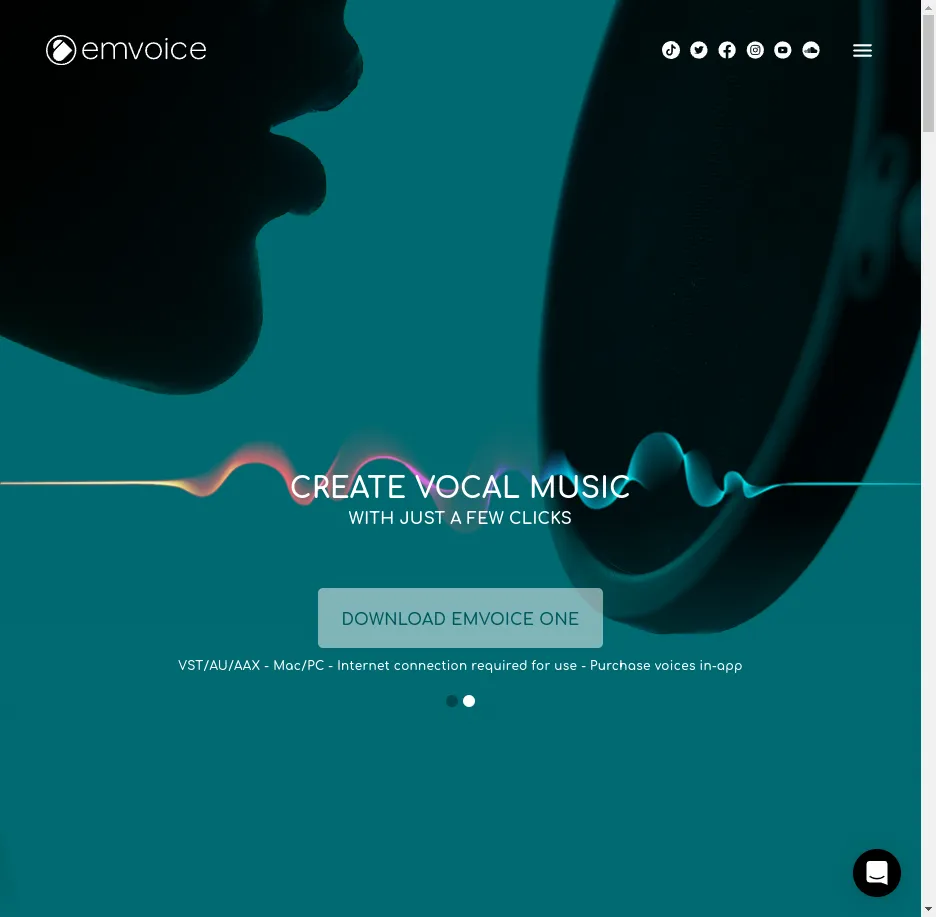 emvoice
CREATE VOCAL MUSIC
WITH JUST A FEW CLICKS
DOWNLOAD EMVOICE ONE
VST/AU/AAX - Mac/PC - Internet connection required for use - Purchase voices in-app